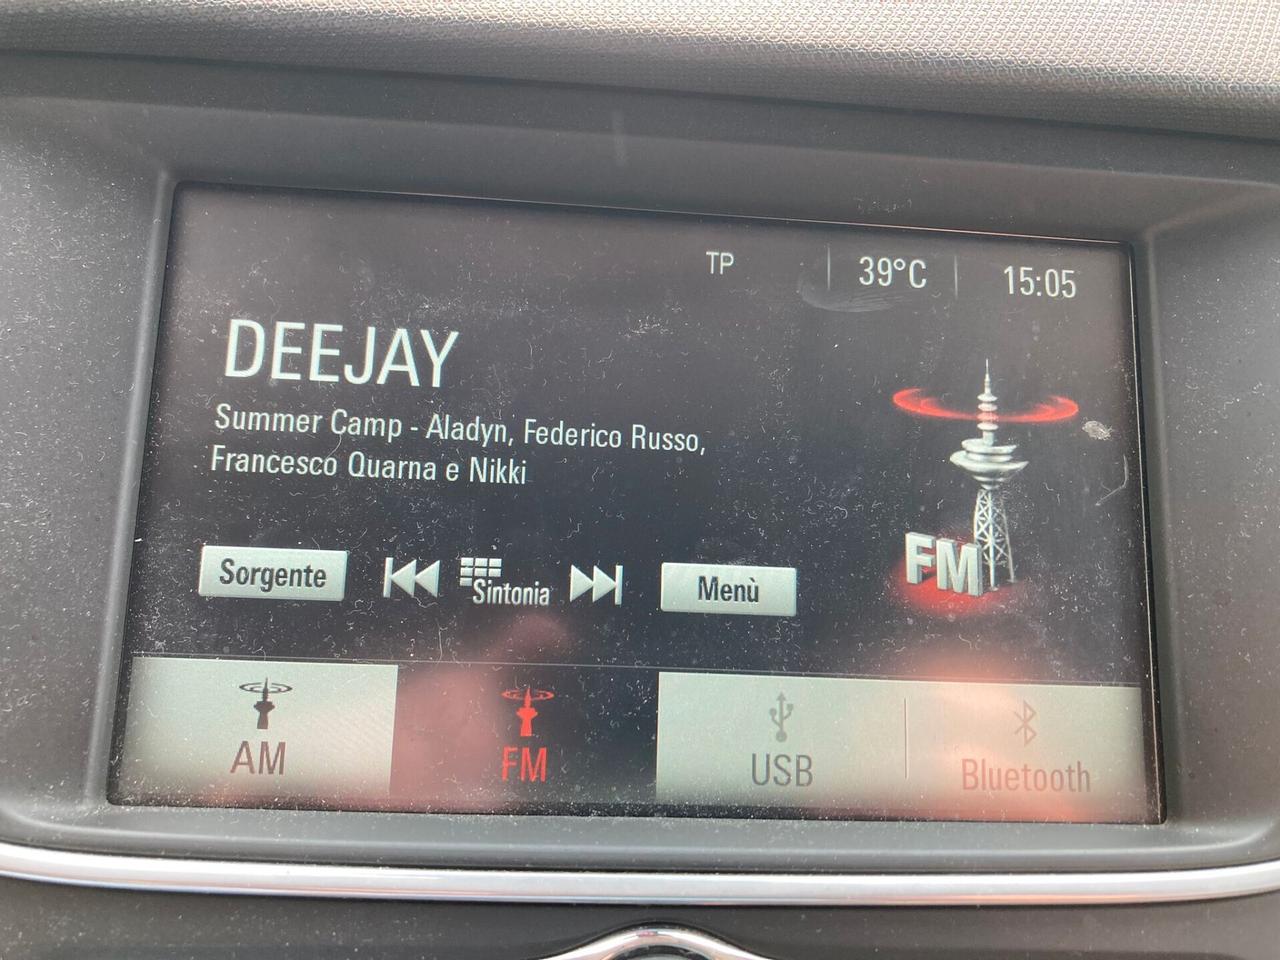 TP 39°C 15:05
DEEJAY
Summer Camp - Aladyn, Federico Russo,
Francesco Quarna e Nikki
Sorgente Sintonia Menù
FM
AM FM USB Bluetooth